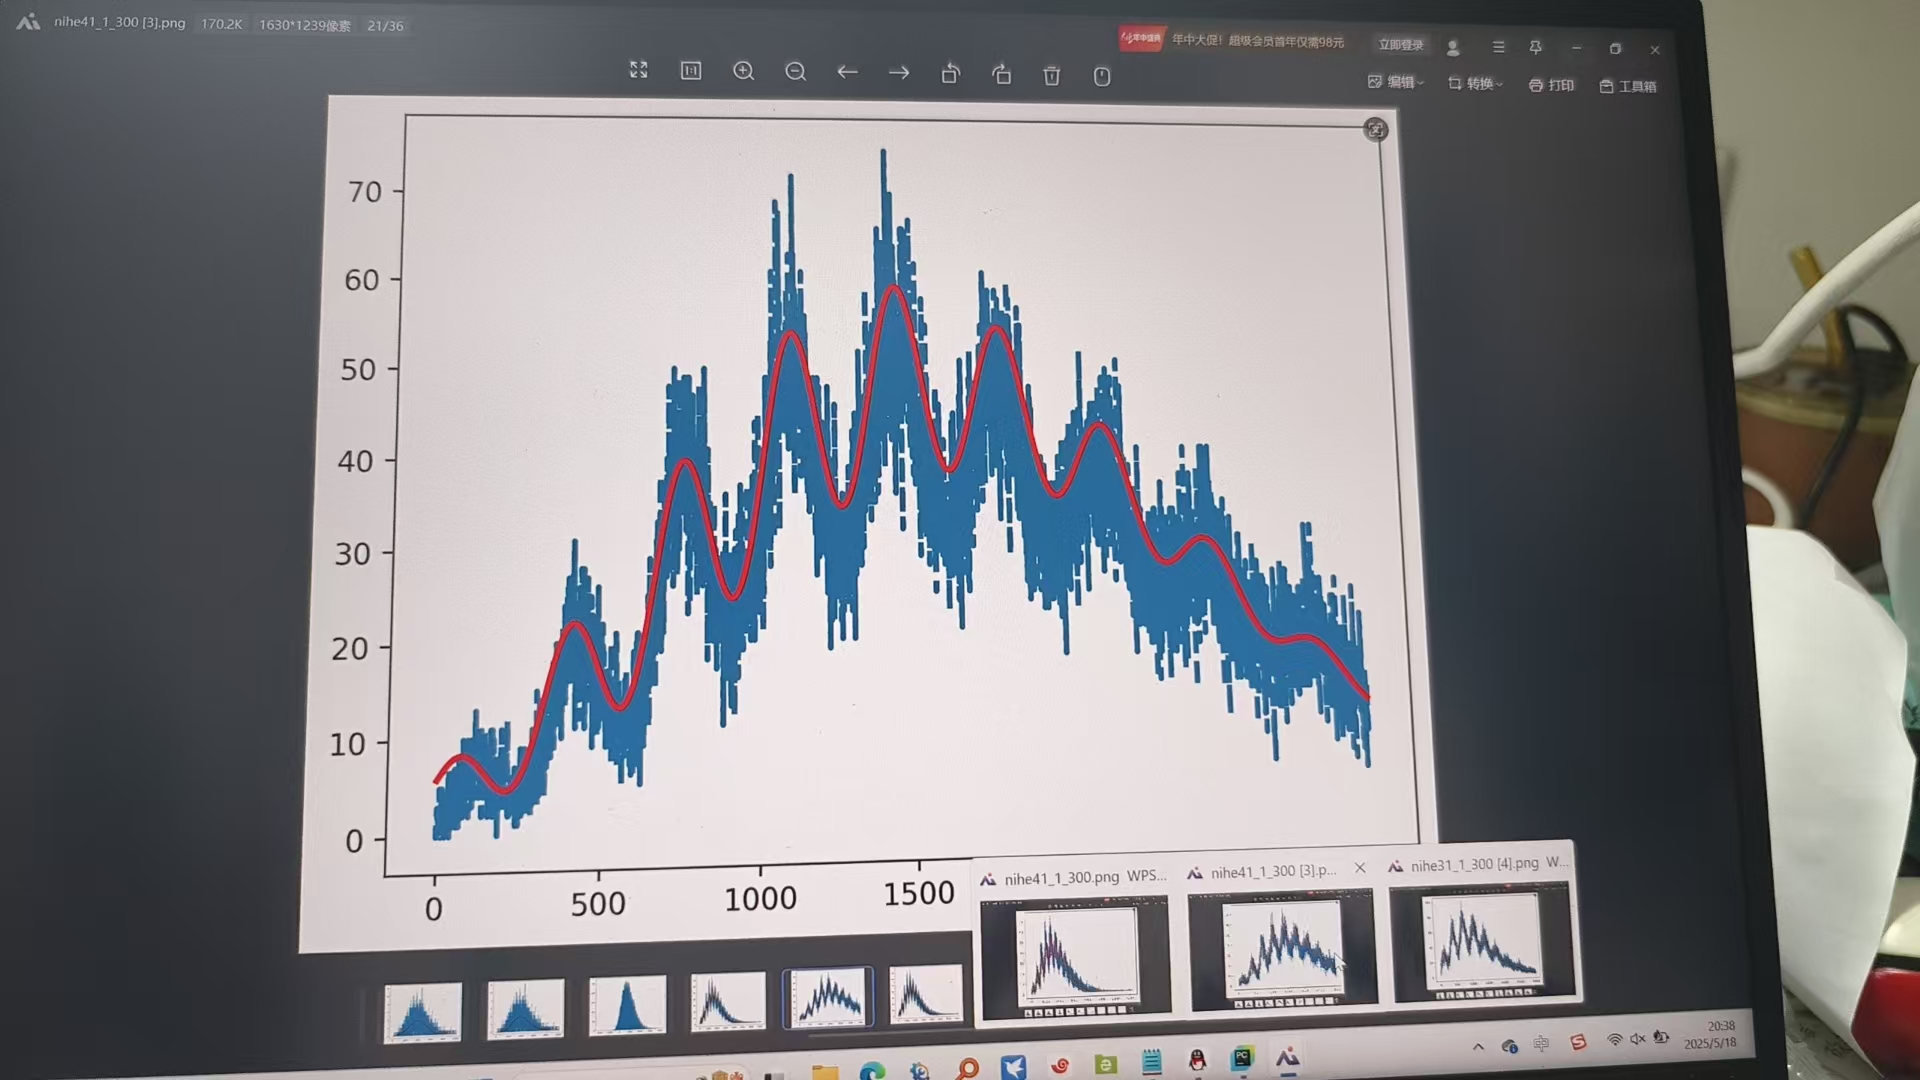 nihe41_1_300 [3].png 170.2K 1630*1239像素 21/36
年中大促！超级会员首年仅需98元 立即登录
编辑 转换 打印 工具箱
70
60
50
40
30
20
10
0
0 500 1000 1500
nihe41_1_300.png WPS...
nihe41_1_300 [3].p...
nihe31_1_300 [4].png W...
中
20:38
2025/5/18